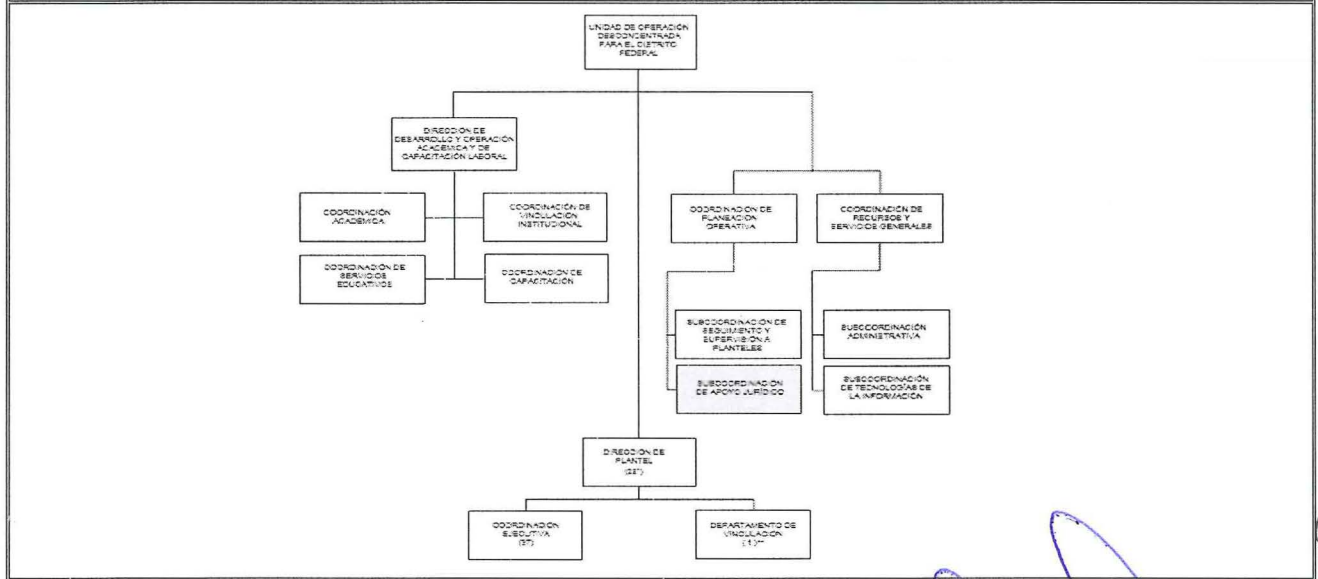 UNIDAD DE OPERACIÓN
DESCONCENTRADA
PARA EL DISTRITO
FEDERAL
DIRECCIÓN DE
DESARROLLO Y OPERACIÓN
ACADÉMICA Y DE
CAPACITACIÓN LABORAL
COORDINACIÓN
ACADÉMICA
COORDINACIÓN DE
VINCULACIÓN
INSTITUCIONAL
COORDINACIÓN DE
PLANEACIÓN
OPERATIVA
COORDINACIÓN DE
RECURSOS Y
SERVICIOS GENERALES
COORDINACIÓN DE
SERVICIOS
EDUCATIVOS
COORDINACIÓN DE
CAPACITACIÓN
SUBCOORDINACIÓN DE
SEGUIMIENTO Y
SUPERVISIÓN A
PLANTELES
SUBCOORDINACIÓN
ADMINISTRATIVA
SUBCOORDINACIÓN
DE APOYO JURÍDICO
SUBCOORDINACIÓN
DE TECNOLOGÍAS DE
LA INFORMACIÓN
DIRECCIÓN DE
PLANTEL
COORDINACIÓN
EJECUTIVA
DEPARTAMENTO DE
VINCULACIÓN